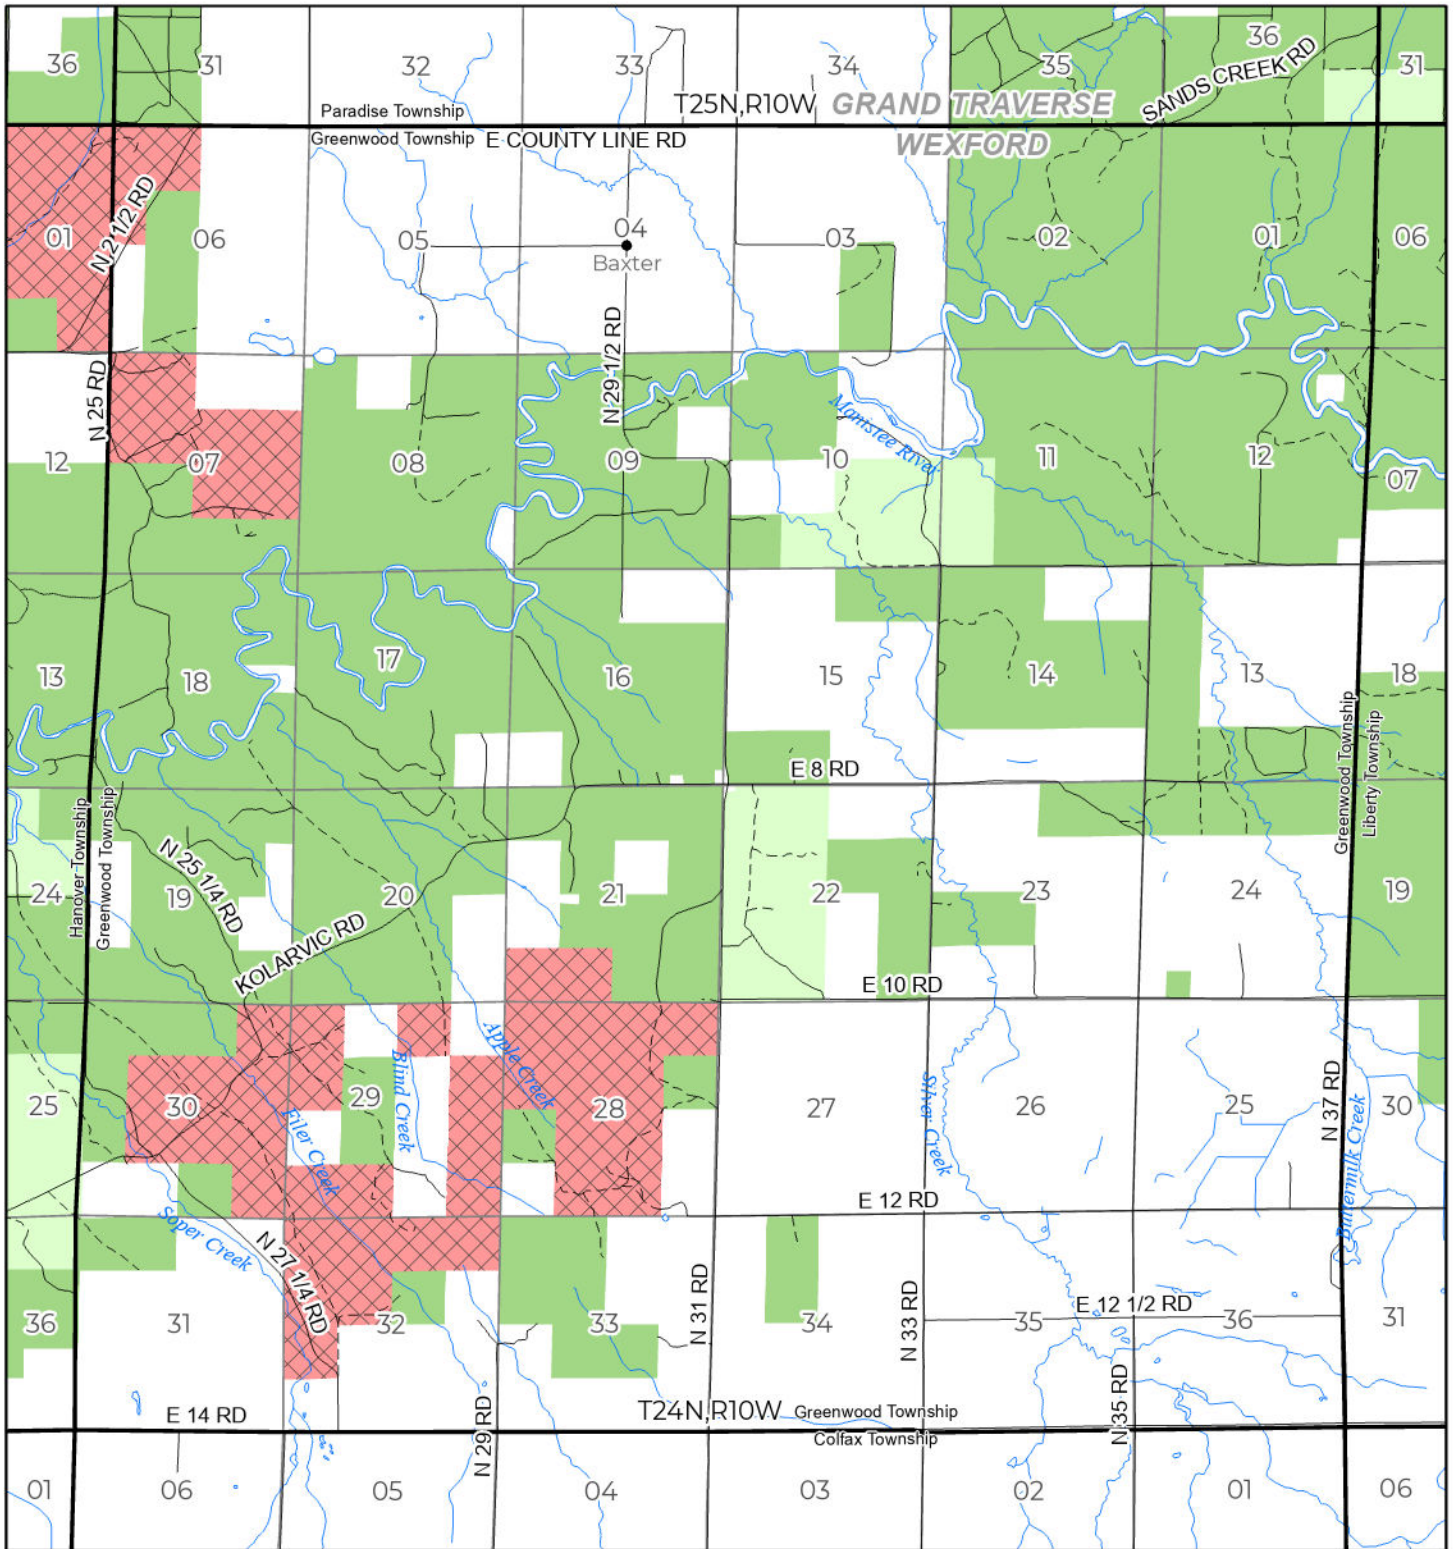 36 31 32 33 34 35 36 31
SANDS CREEK RD
T25N,R10W GRAND TRAVERSE
Paradise Township
Greenwood Township E COUNTY LINE RD WEXFORD
N 2 1/2 RD
01 06 05 04 03 02 01 06
Baxter
N 29 1/2 RD
N 25 RD
Manistee River
12 07 08 09 10 11 12 07
13 18 17 16 15 14 13 18
Greenwood Township
Liberty Township
E 8 RD
Hanover Township
Greenwood Township
N 25 1/4 RD
24 19 20 21 22 23 24 19
KOLARVIC RD
E 10 RD
Apple Creek
Blind Creek
Silver Creek
N 37 RD
Buttermilk Creek
25 30 29 28 27 26 25 30
Filer Creek
E 12 RD
Soper Creek
N 27 1/4 RD
N 31 RD
N 33 RD
E 12 1/2 RD
36 31 32 33 34 35 36 31
N 35 RD
N 29 RD
E 14 RD
T24N,R10W Greenwood Township
Colfax Township
01 06 05 04 03 02 01 06